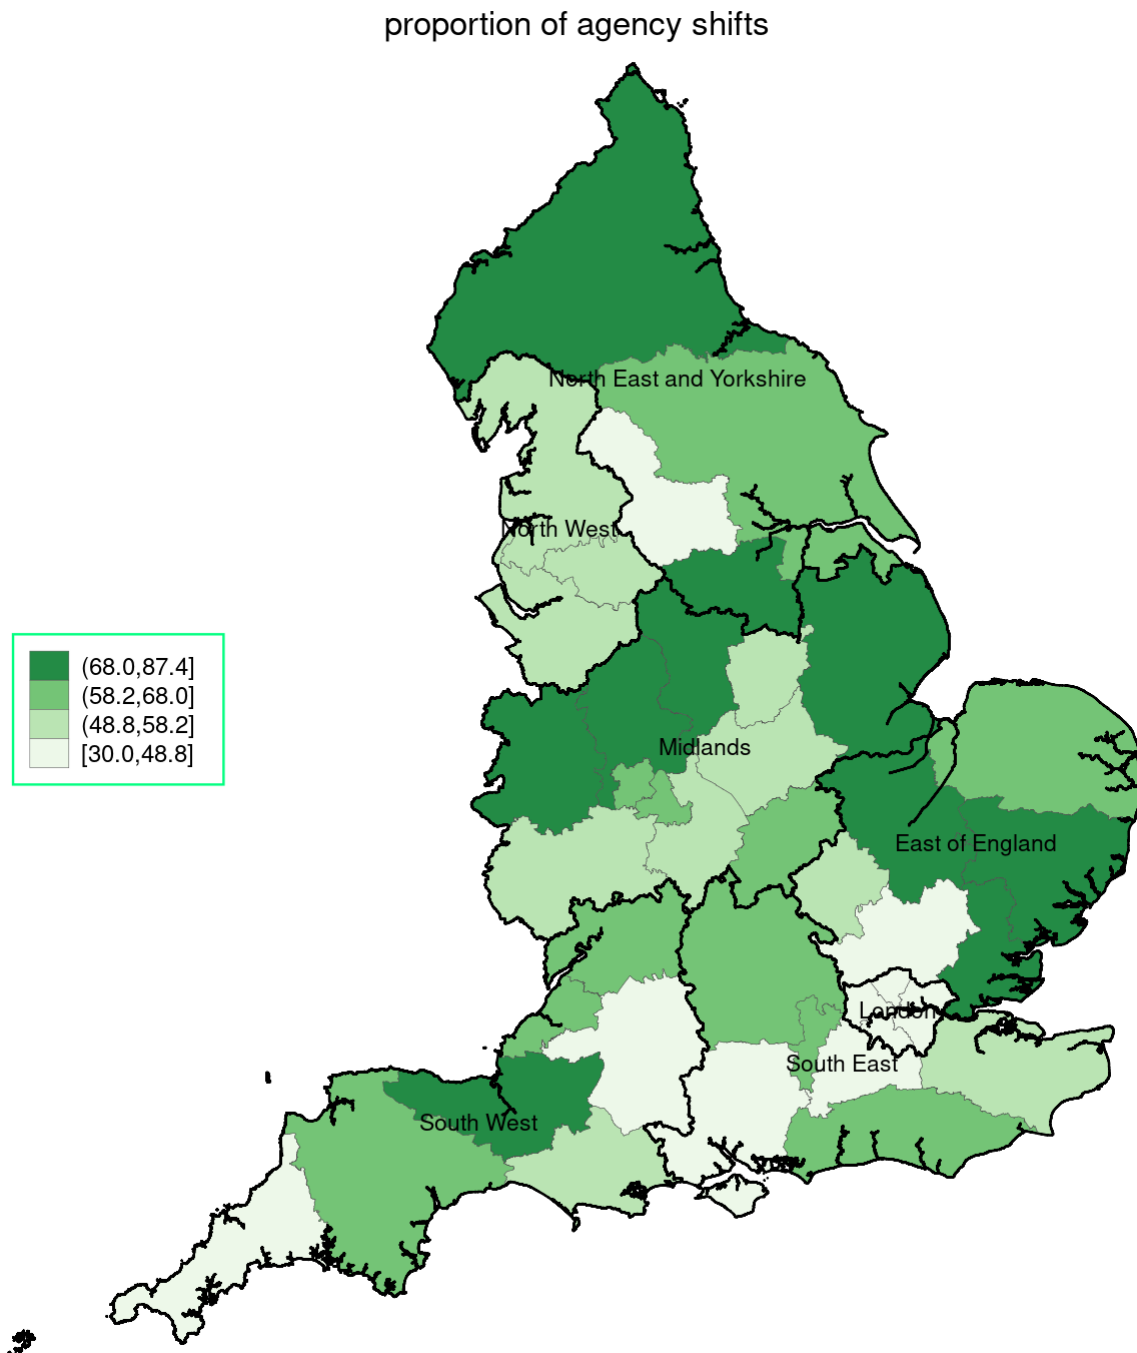 proportion of agency shifts
North East and Yorkshire
North West
(68.0,87.4]
(58.2,68.0]
(48.8,58.2]
[30.0,48.8]
Midlands
East of England
London
South East
South West